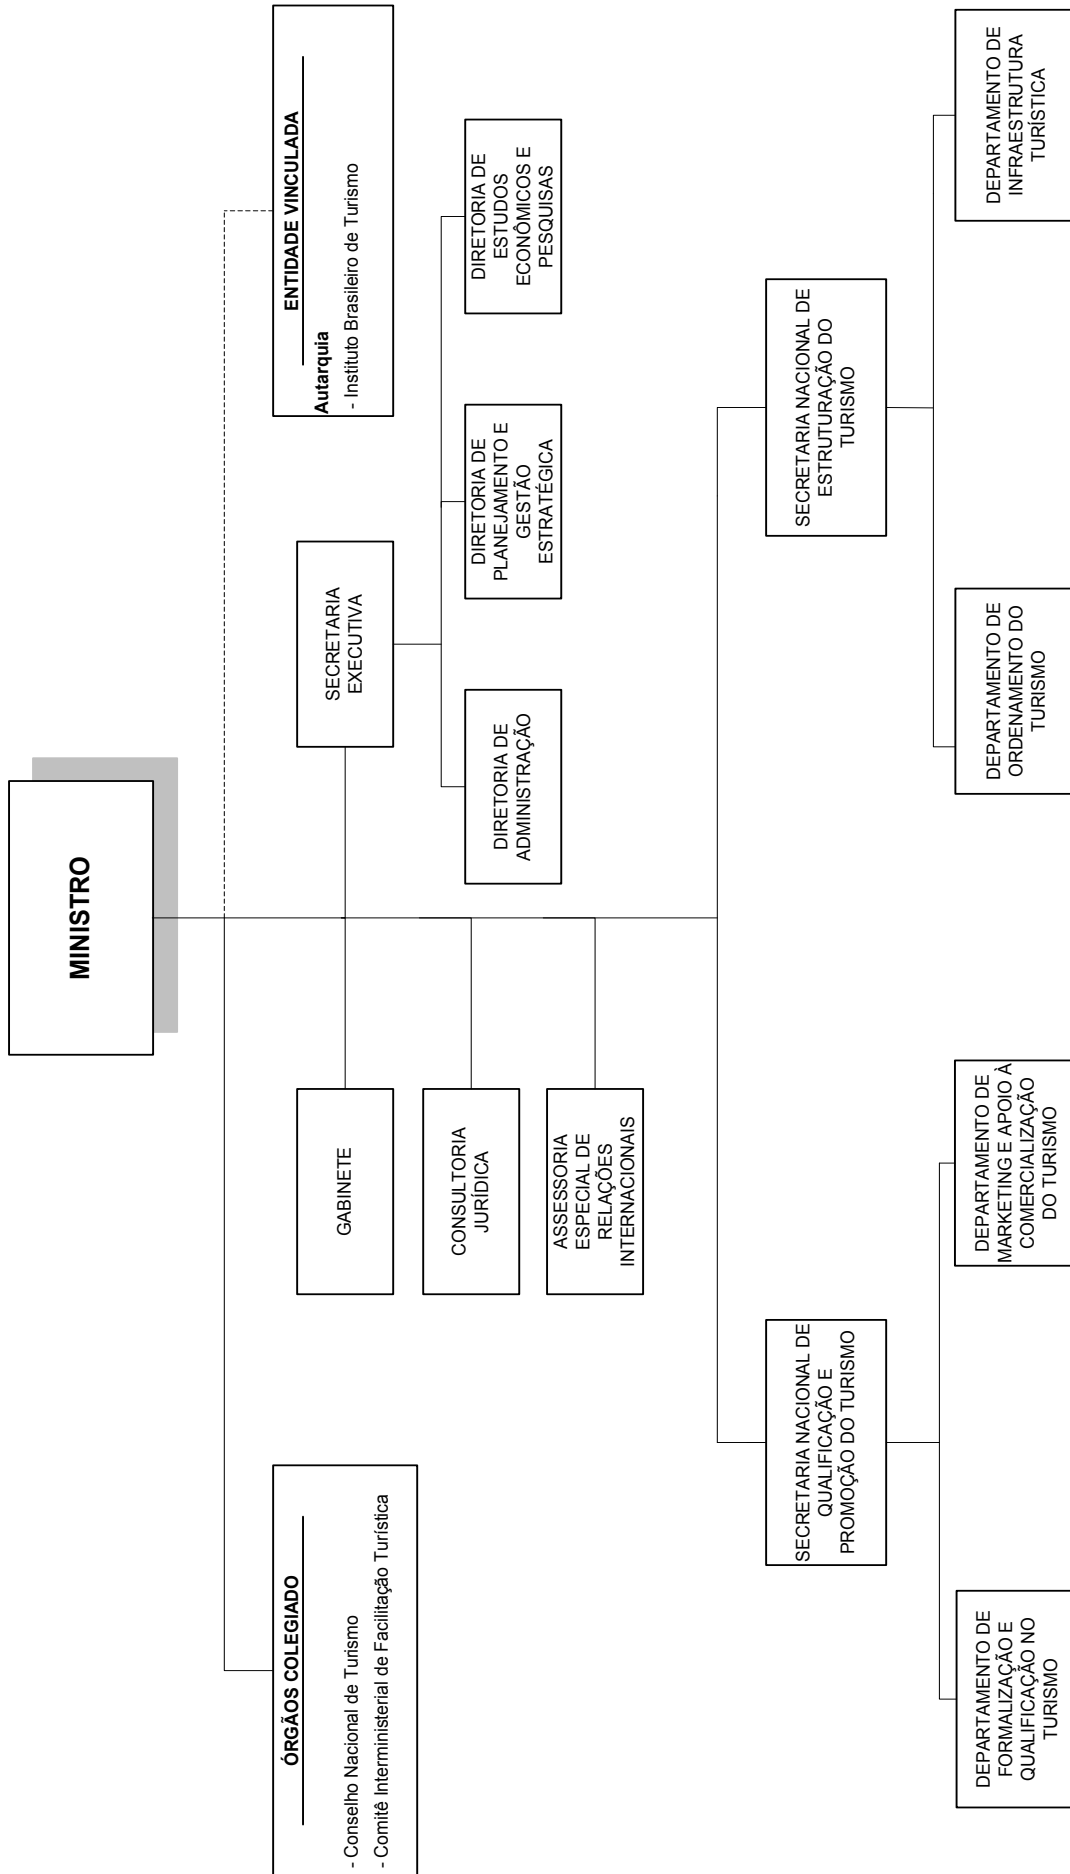 MINISTRO
ÓRGÃOS COLEGIADO
- Conselho Nacional de Turismo
- Comitê Interministerial de Facilitação Turística
ENTIDADE VINCULADA
Autarquia
- Instituto Brasileiro de Turismo
GABINETE
SECRETARIA
EXECUTIVA
CONSULTORIA
JURÍDICA
ASSESSORIA
ESPECIAL DE
RELAÇÕES
INTERNACIONAIS
DIRETORIA DE
ADMINISTRAÇÃO
DIRETORIA DE
PLANEJAMENTO E
GESTÃO
ESTRATÉGICA
DIRETORIA DE
ESTUDOS
ECONÔMICOS E
PESQUISAS
SECRETARIA NACIONAL DE
QUALIFICAÇÃO E
PROMOÇÃO DO TURISMO
SECRETARIA NACIONAL DE
ESTRUTURAÇÃO DO
TURISMO
DEPARTAMENTO DE
FORMALIZAÇÃO E
QUALIFICAÇÃO NO
TURISMO
DEPARTAMENTO DE
MARKETING E APOIO À
COMERCIALIZAÇÃO
DO TURISMO
DEPARTAMENTO DE
ORDENAMENTO DO
TURISMO
DEPARTAMENTO DE
INFRAESTRUTURA
TURÍSTICA